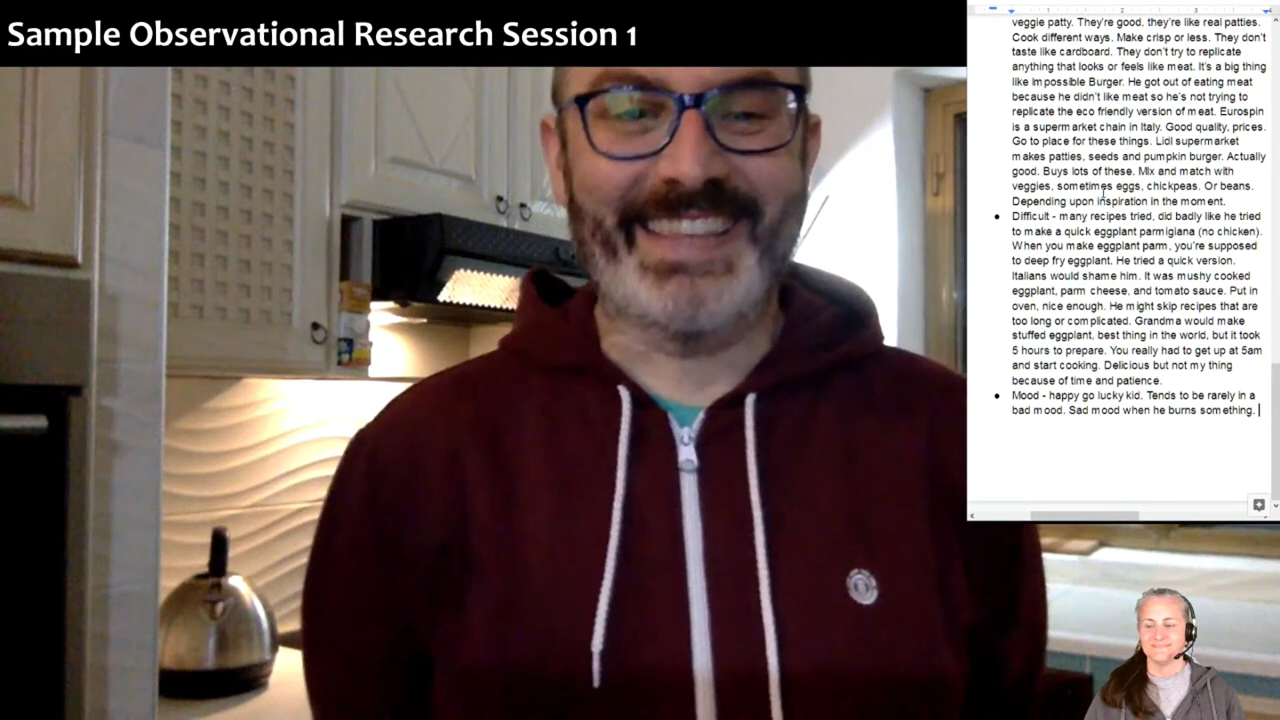 Sample Observational Research Session 1
veggie patty. They're good, they're like real patties.
Cook different ways. Make crisp or less. They don't
taste like cardboard. They don't try to replicate
anything that looks or feels like meat. It's a big thing
like Impossible Burger. He got out of eating meat
because he didn't like meat so he's not trying to
replicate the eco friendly version of meat. Eurospin
is a supermarket chain in Italy. Good quality, prices.
Go to place for these things. Lidl supermarket
makes patties, seeds and pumpkin burger. Actually
good. Buys lots of these. Mix and match with
veggies, sometimes eggs, chickpeas. Or beans.
Depending upon inspiration in the moment.
● Difficult - many recipes tried, did badly like he tried
to make a quick eggplant parmigiana (no chicken).
When you make eggplant parm, you're supposed
to deep fry eggplant. He tried a quick version.
Italians would shame him. It was mushy cooked
eggplant, parm cheese, and tomato sauce. Put in
oven, nice enough. He might skip recipes that are
too long or complicated. Grandma would make
stuffed eggplant, best thing in the world, but it took
5 hours to prepare. You really had to get up at 5am
and start cooking. Delicious but not my thing
because of time and patience.
● Mood - happy go lucky kid. Tends to be rarely in a
bad mood. Sad mood when he burns something.